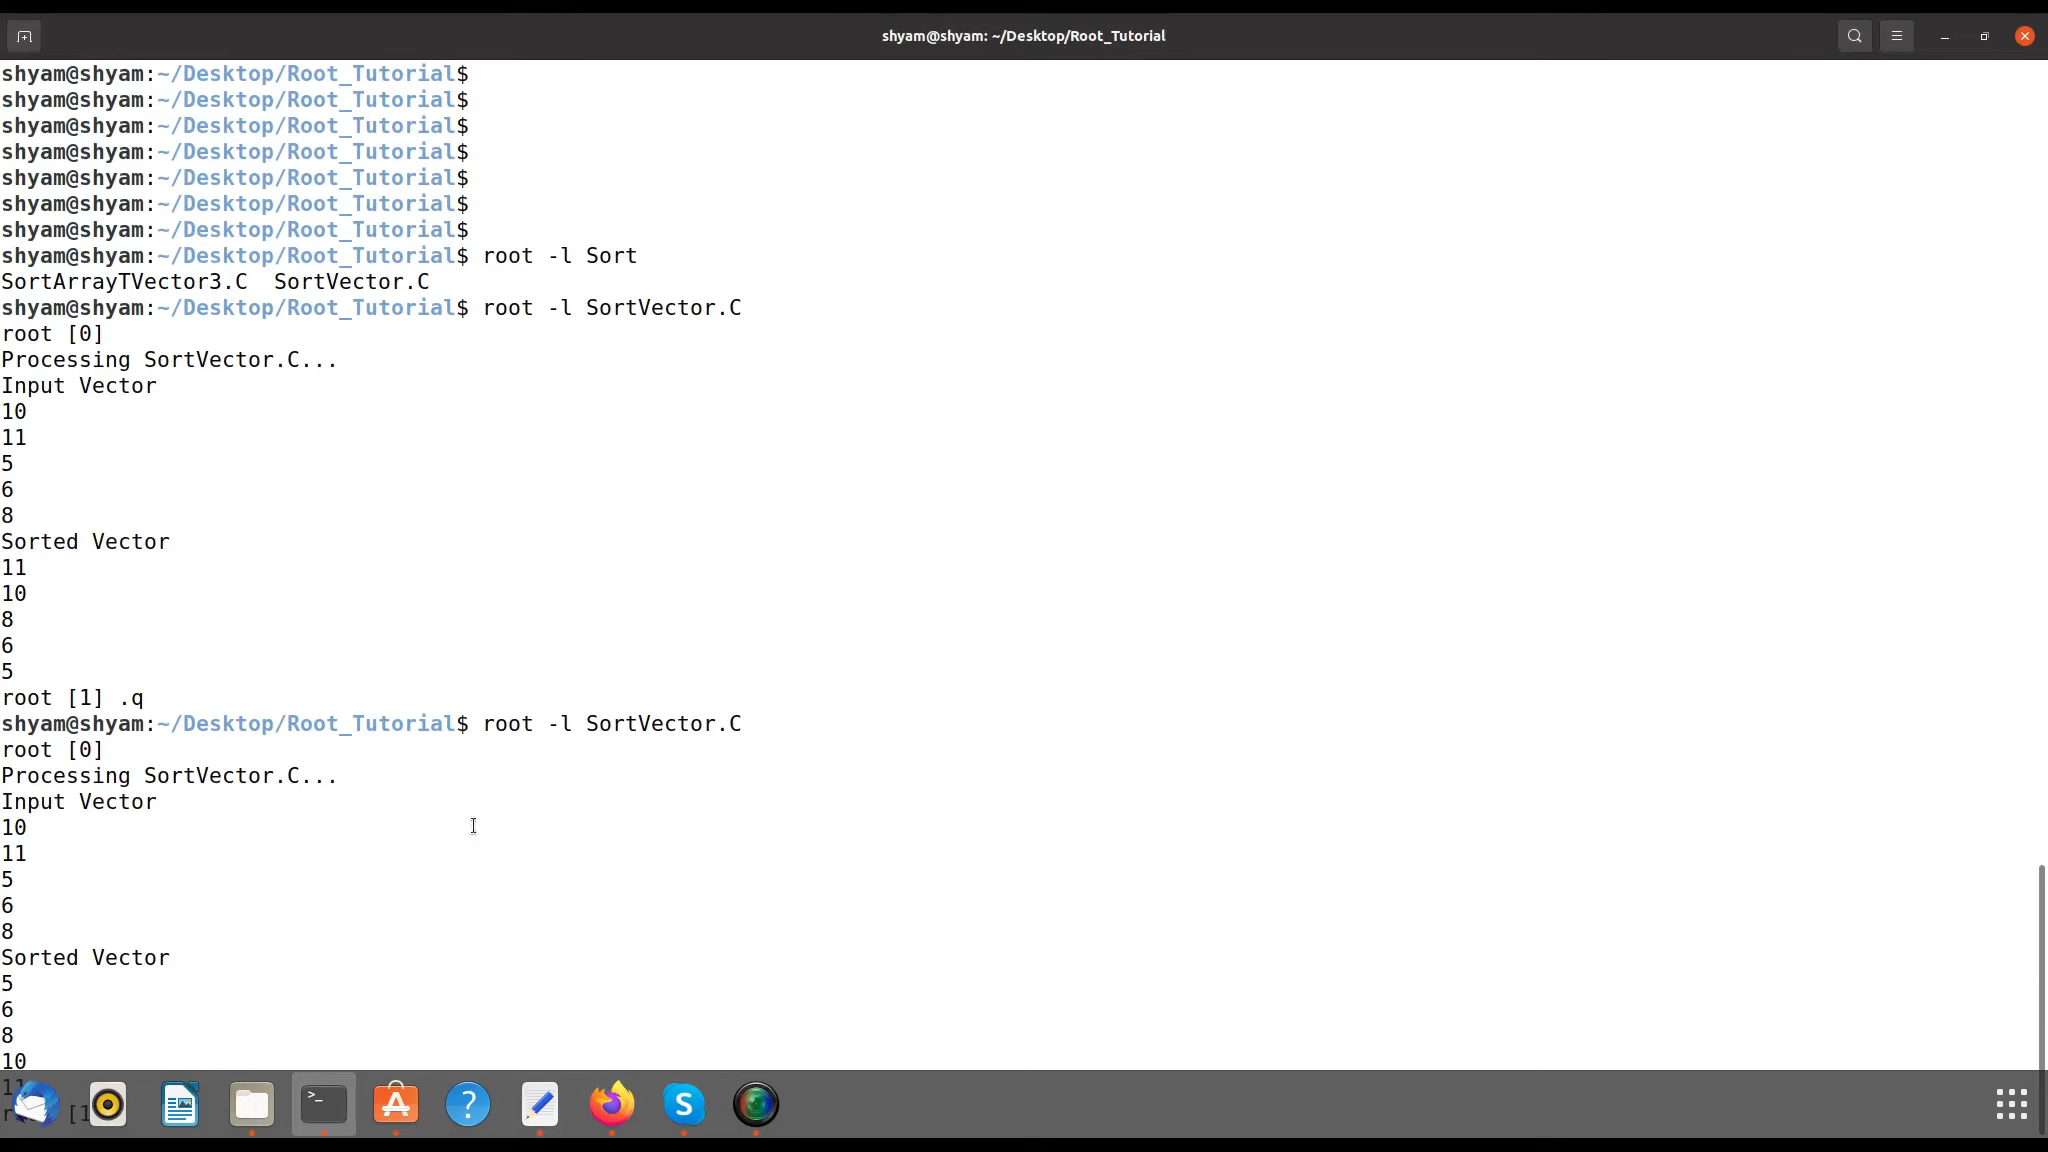 shyam@shyam: ~/Desktop/Root_Tutorial
shyam@shyam:~/Desktop/Root_Tutorial$
shyam@shyam:~/Desktop/Root_Tutorial$
shyam@shyam:~/Desktop/Root_Tutorial$
shyam@shyam:~/Desktop/Root_Tutorial$
shyam@shyam:~/Desktop/Root_Tutorial$
shyam@shyam:~/Desktop/Root_Tutorial$
shyam@shyam:~/Desktop/Root_Tutorial$
shyam@shyam:~/Desktop/Root_Tutorial$ root -l Sort
SortArrayTVector3.C  SortVector.C
shyam@shyam:~/Desktop/Root_Tutorial$ root -l SortVector.C
root [0]
Processing SortVector.C...
Input Vector
10
11
5
6
8
Sorted Vector
11
10
8
6
5
root [1] .q
shyam@shyam:~/Desktop/Root_Tutorial$ root -l SortVector.C
root [0]
Processing SortVector.C...
Input Vector
10
11
5
6
8
Sorted Vector
5
6
8
10
11